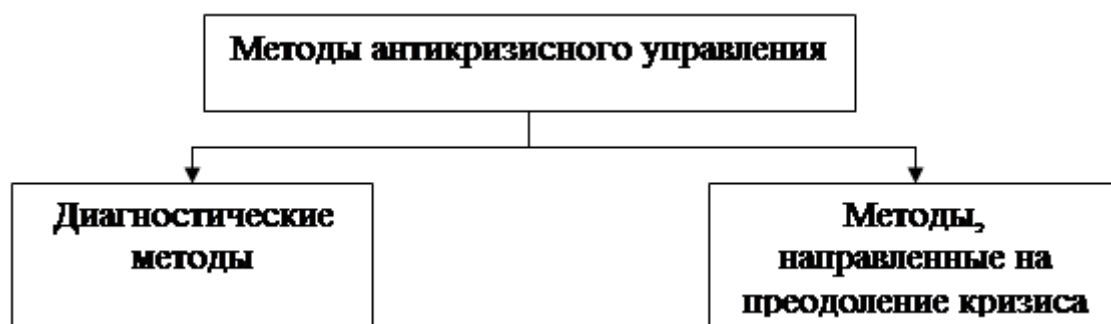 Методы антикризисного управления
Диагностические
методы
Методы,
направленные на
преодоление кризиса